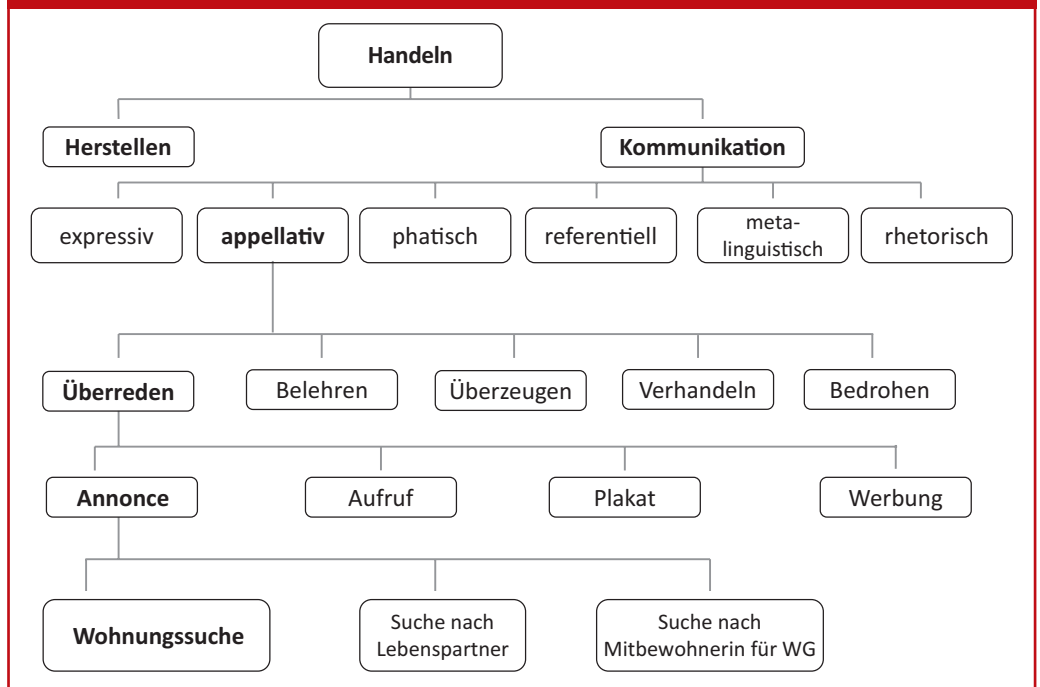 Handeln
Herstellen
Kommunikation
expressiv
appellativ
phatisch
referentiell
meta-
linguistisch
rhetorisch
Überreden
Belehren
Überzeugen
Verhandeln
Bedrohen
Annonce
Aufruf
Plakat
Werbung
Wohnungssuche
Suche nach
Lebenspartner
Suche nach
Mitbewohnerin für WG